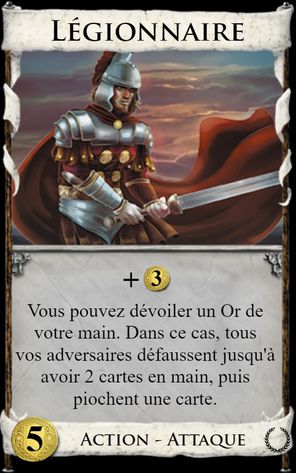 Légionnaire
+ 3
Vous pouvez dévoiler un Or de
votre main. Dans ce cas, tous
vos adversaires défaussent jusqu'à
avoir 2 cartes en main, puis
piochent une carte.
5 Action - Attaque